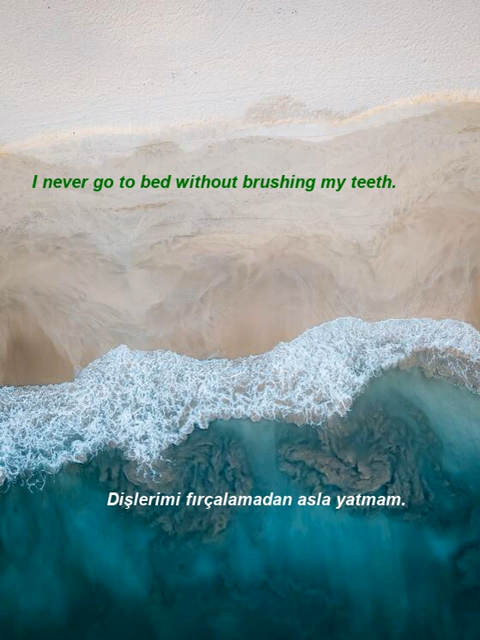 I never go to bed without brushing my teeth.
Dişlerimi fırçalamadan asla yatmam.